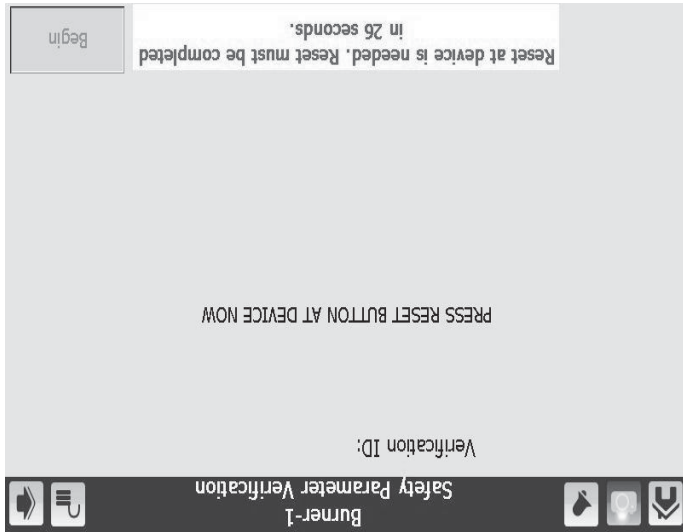 Burner-1
Safety Parameter Verification
Verification ID:
PRESS RESET BUTTON AT DEVICE NOW
Reset at device is needed. Reset must be completed
in 26 seconds.
Begin